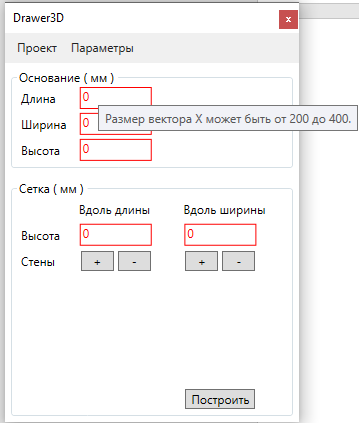 Drawer3D
x
Проект Параметры
Основание ( мм )
Длина 0
Размер вектора X может быть от 200 до 400.
Ширина 0
Высота 0
Сетка ( мм )
Вдоль длины Вдоль ширины
Высота 0 0
Стены + - + -
Построить